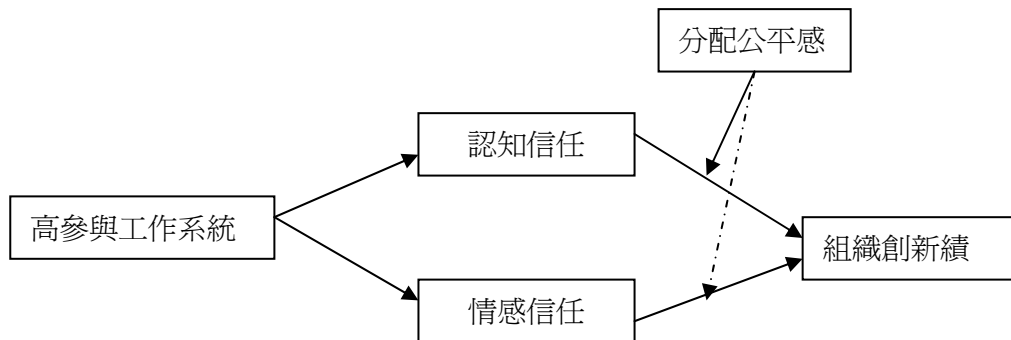 分配公平感
認知信任
高參與工作系統
組織創新績
情感信任